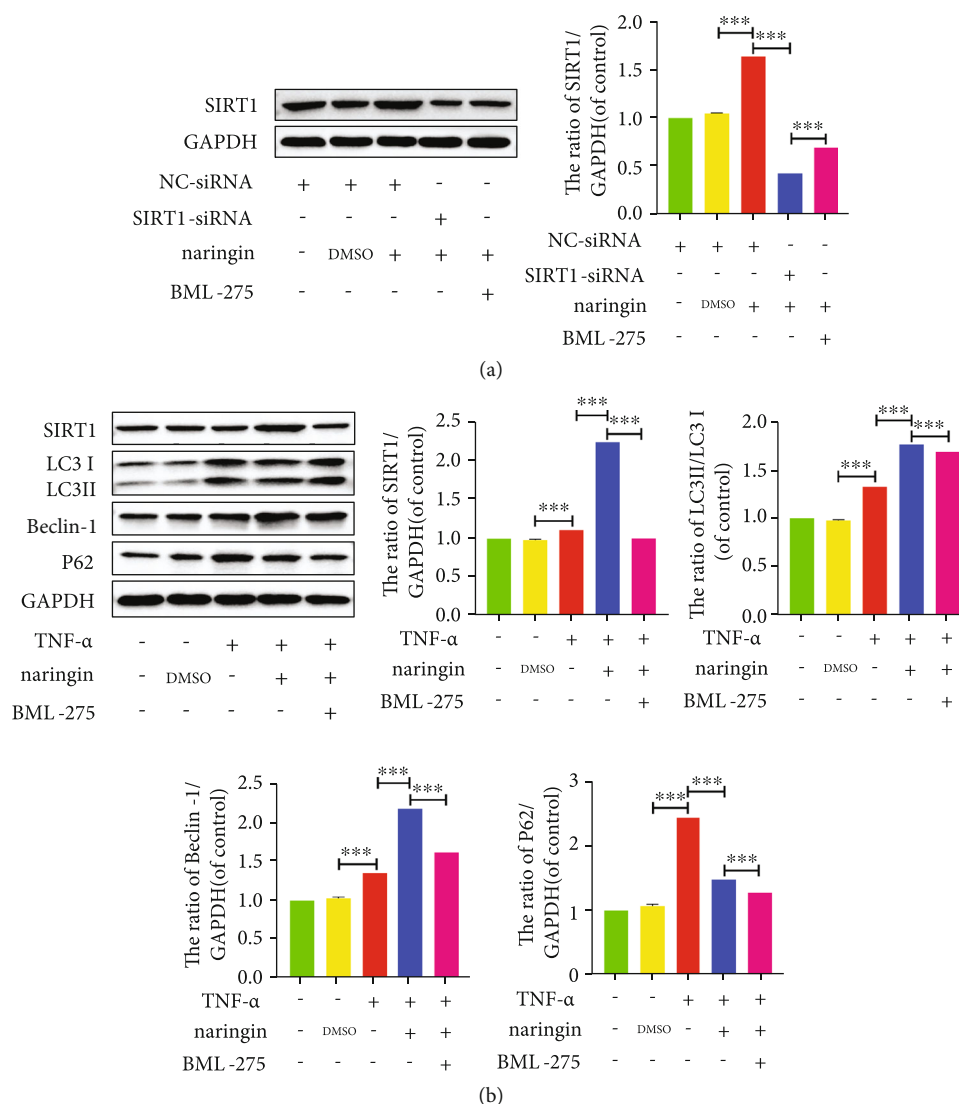 SIRT1
GAPDH
NC-siRNA + + + - -
SIRT1-siRNA - - - + -
naringin - DMSO + + +
BML-275 - - - - +
The ratio of SIRT1/
GAPDH(of control)
2.0
1.5
1.0
0.5
0.0
*** *** ***
NC-siRNA + + + - -
SIRT1-siRNA - - - + -
naringin - DMSO + + +
BML-275 - - - - +
(a)
SIRT1
LC3 I
LC3II
Beclin-1
P62
GAPDH
TNF-α - - + + +
naringin - DMSO - + +
BML-275 - - - - +
The ratio of SIRT1/
GAPDH(of control)
2.5
2.0
1.5
1.0
0.5
0.0
*** *** ***
TNF-α - - + + +
naringin - DMSO - + +
BML-275 - - - - +
The ratio of LC3II/LC3 I
(of control)
2.0
1.5
1.0
0.5
0.0
*** *** ***
TNF-α - - + + +
naringin - DMSO - + +
BML-275 - - - - +
The ratio of Beclin -1/
GAPDH(of control)
2.5
2.0
1.5
1.0
0.5
0.0
*** *** ***
TNF-α - - + + +
naringin - DMSO - + +
BML-275 - - - - +
The ratio of P62/
GAPDH(of control)
3
2
1
0
*** *** ***
TNF-α - - + + +
naringin - DMSO - + +
BML-275 - - - - +
(b)